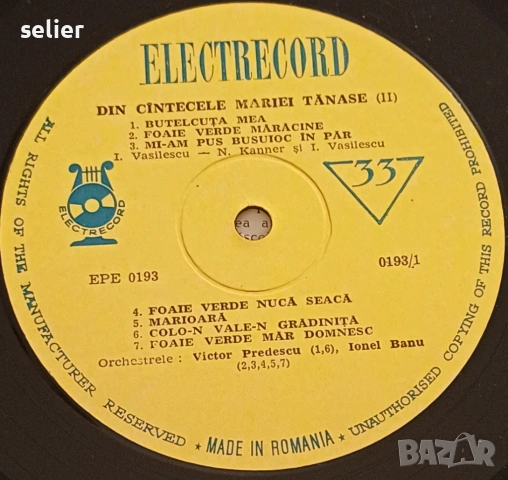 selier
ELECTRECORD
DIN CÎNTECELE MARIEI TĂNASE (II)
1. BUTELCUȚA MEA
2. FOAIE VERDE MĂRĂCINE
3. MI-AM PUS BUSUIOC ÎN PĂR
I. Vasilescu — N. Kanner și I. Vasilescu
ELECTRECORD
33
EPE 0193
0193/1
4. FOAIE VERDE NUCĂ SEACĂ
5. MARIOARA
6. COLO-N VALE-N GRĂDINIȚĂ
7. FOAIE VERDE MĂR DOMNESC
Orchestrele : Victor Predescu (1,6), Ionel Banu
(2,3,4,5,7)
ALL RIGHTS OF THE MANUFACTURER RESERVED * MADE IN ROMANIA * UNAUTHORISED COPYING OF THIS RECORD PROHIBITED
BAZAR